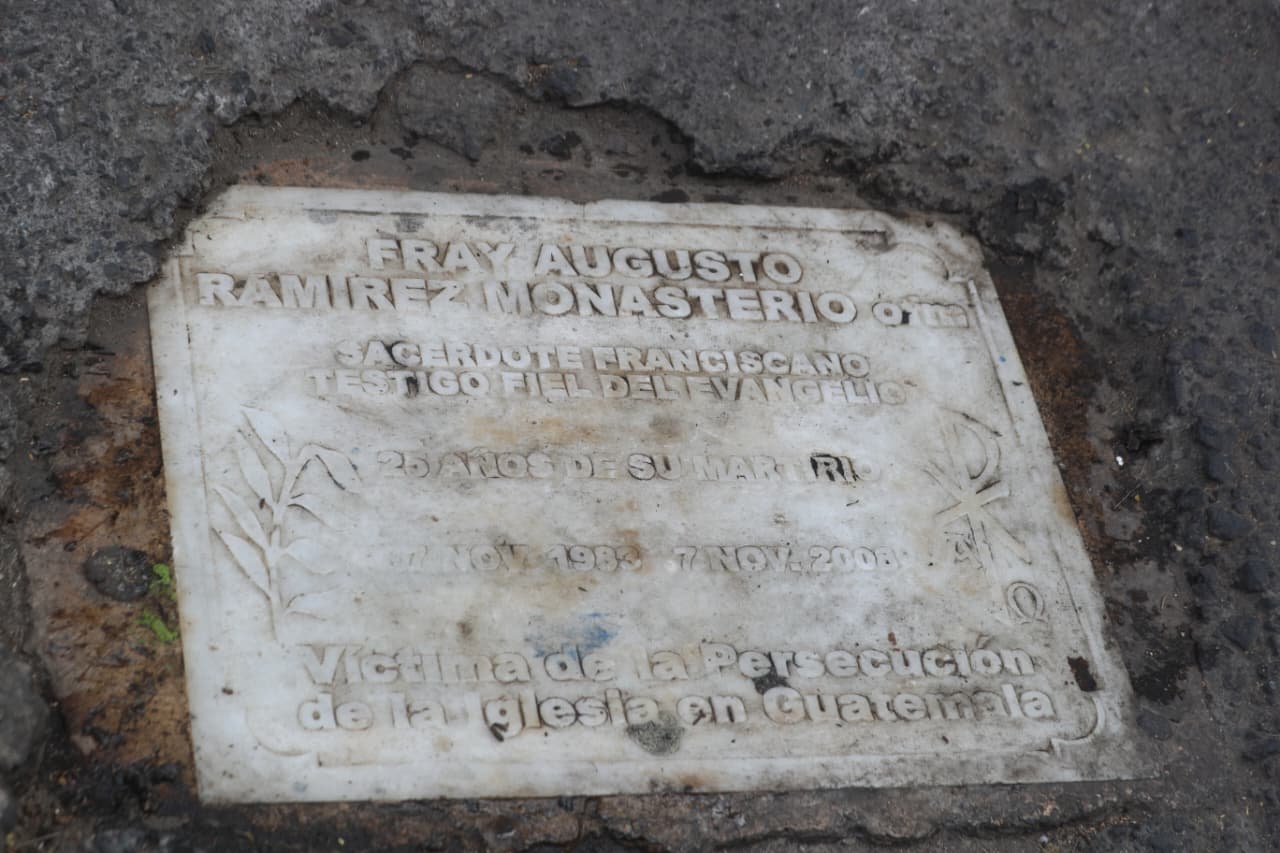 FRAY AUGUSTO
RAMIREZ MONASTERIO o.f.m
SACERDOTE FRANCISCANO
TESTIGO FIEL DEL EVANGELIO
25 AÑOS DE SU MARTIRIO
7 NOV. 1983 7 NOV. 2008
Víctima de la Persecución
de la Iglesia en Guatemala
A
Ω